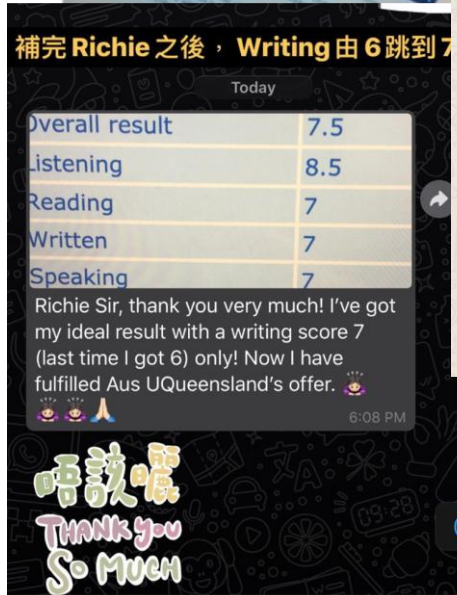 補完 Richie 之後， Writing 由 6 跳到 7
Today
Overall result 7.5
Listening 8.5
Reading 7
Written 7
Speaking 7
Richie Sir, thank you very much! I've got
my ideal result with a writing score 7
(last time I got 6) only! Now I have
fulfilled Aus UQueensland's offer.
6:08 PM
唔該曬
THANK you
So MUCH